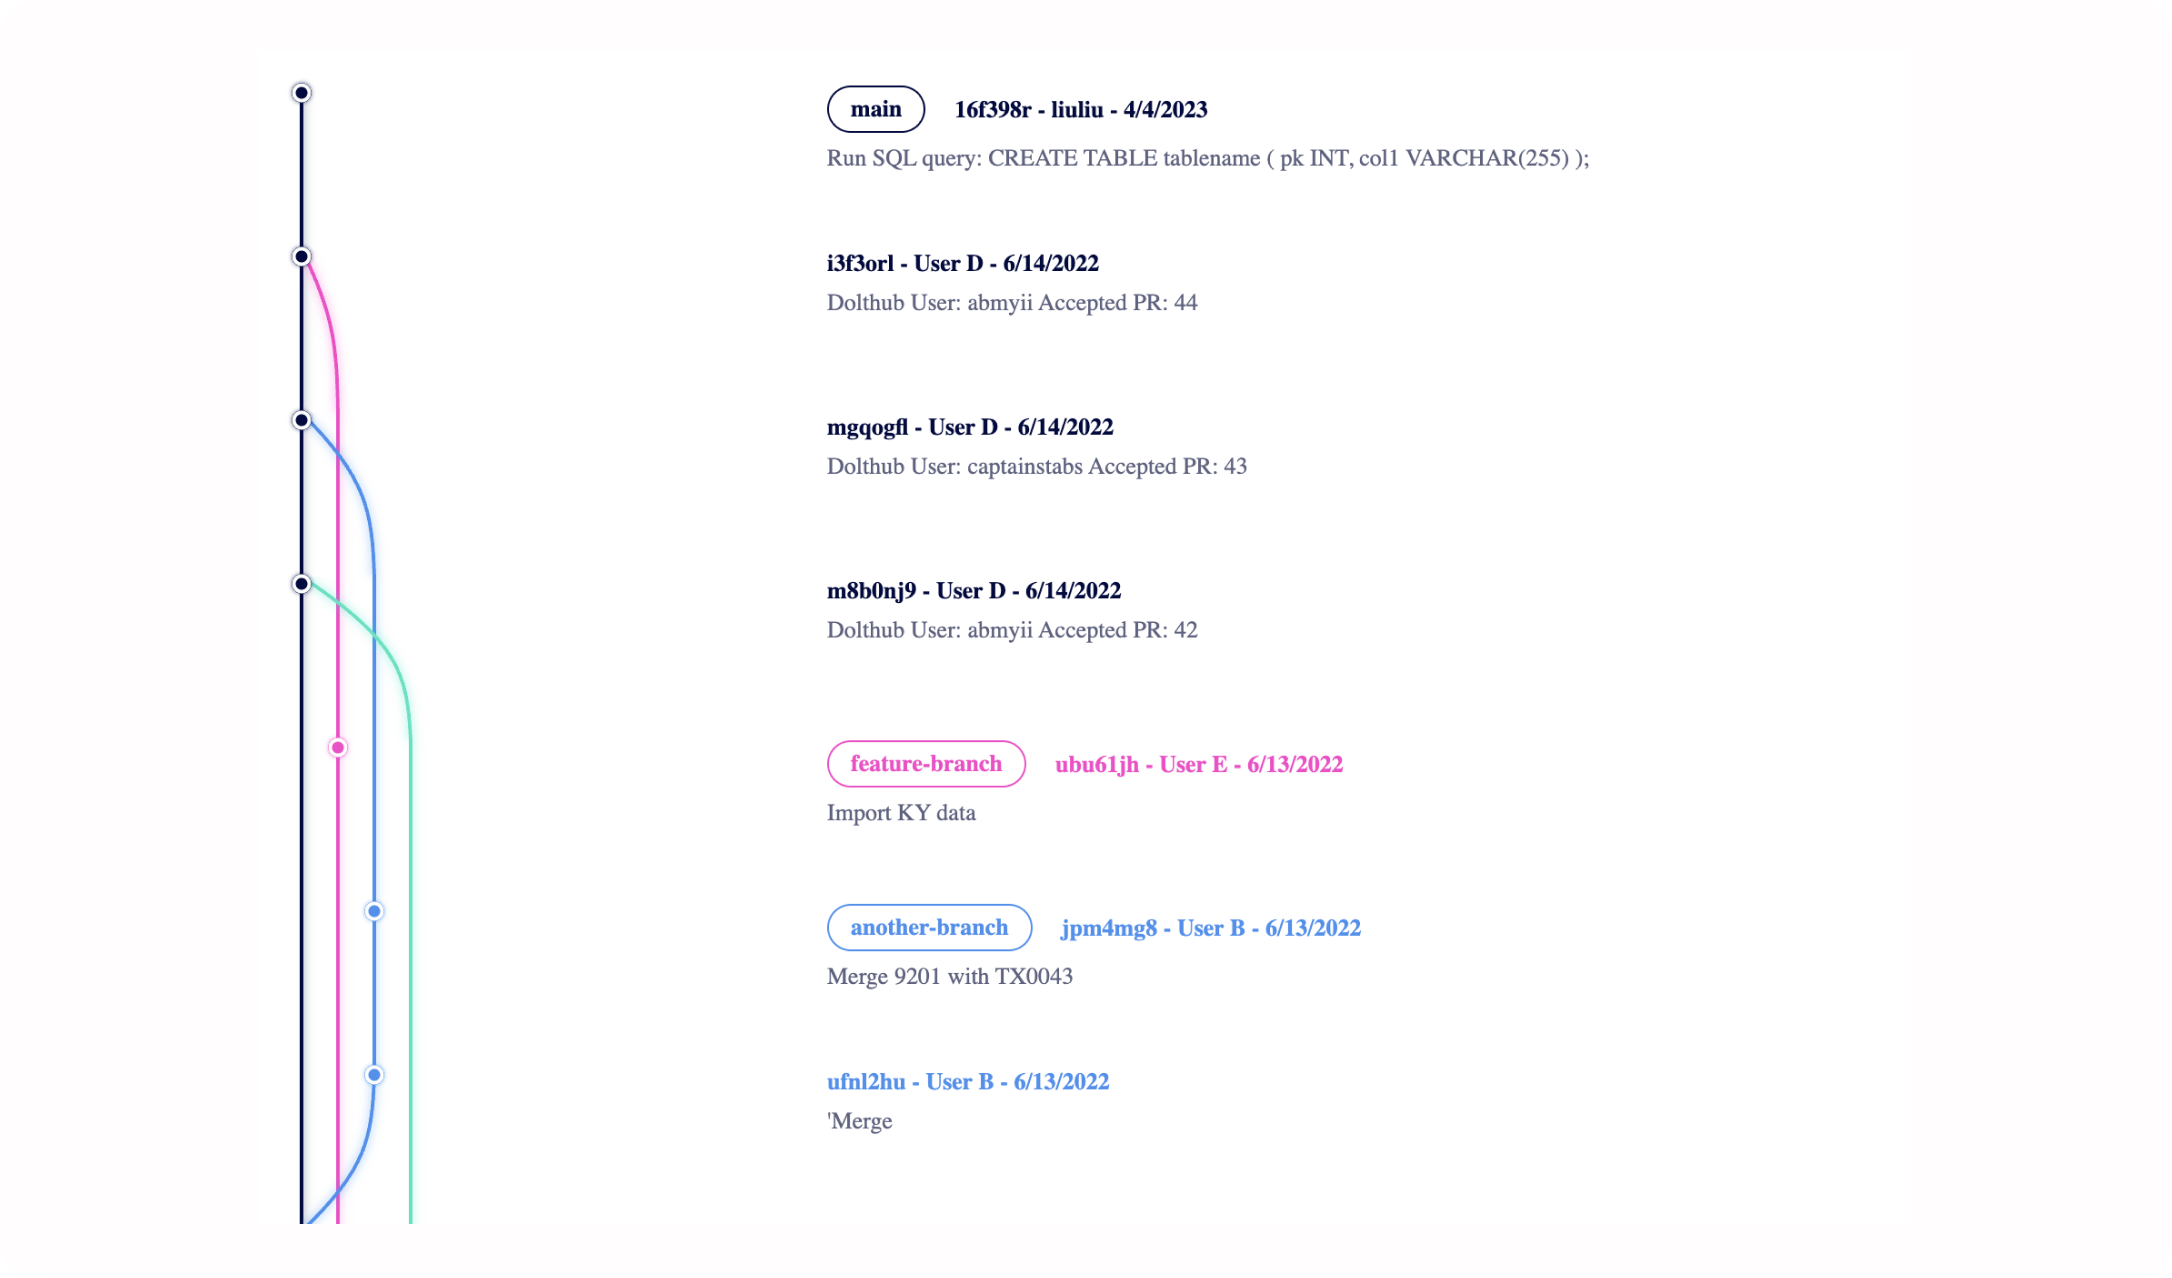 main 16f398r - liuliu - 4/4/2023
Run SQL query: CREATE TABLE tablename ( pk INT, col1 VARCHAR(255) );
i3f3orl - User D - 6/14/2022
Dolthub User: abmyii Accepted PR: 44
mgqogfl - User D - 6/14/2022
Dolthub User: captainstabs Accepted PR: 43
m8b0nj9 - User D - 6/14/2022
Dolthub User: abmyii Accepted PR: 42
feature-branch ubu61jh - User E - 6/13/2022
Import KY data
another-branch jpm4mg8 - User B - 6/13/2022
Merge 9201 with TX0043
ufnl2hu - User B - 6/13/2022
'Merge